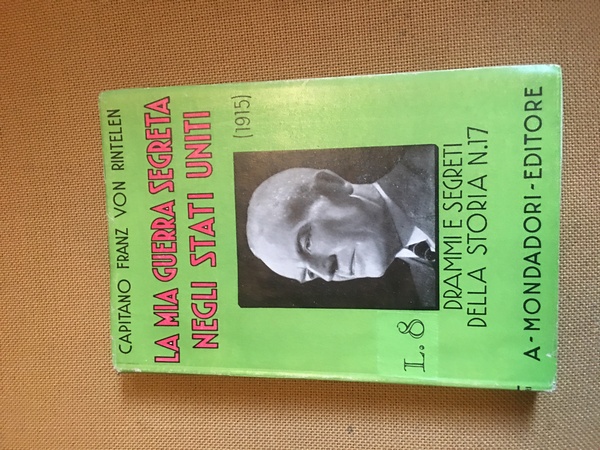 CAPITANO FRANZ VON RINTELEN
LA MIA GUERRA SEGRETA
NEGLI STATI UNITI
(1915)
L. 8
DRAMMI E SEGRETI
DELLA STORIA N. 17
A-MONDADORI-EDITORE